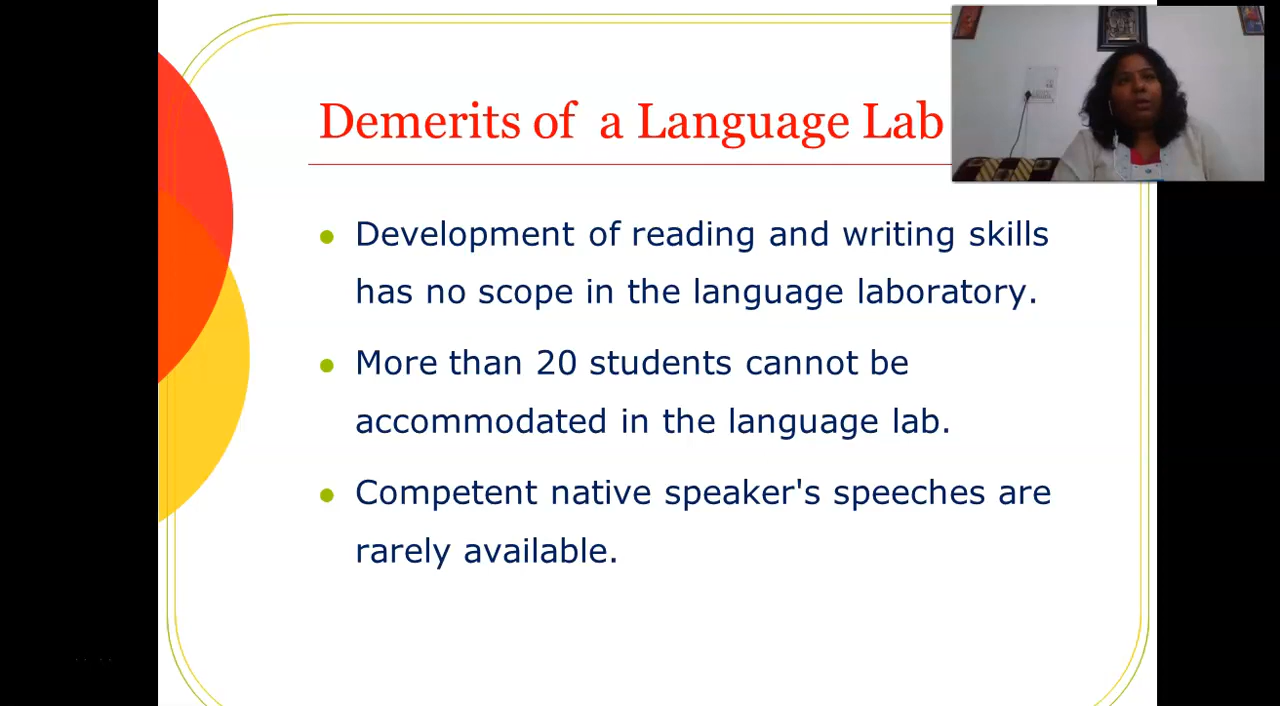 Demerits of a Language Lab
Development of reading and writing skills
has no scope in the language laboratory.
More than 20 students cannot be
accommodated in the language lab.
Competent native speaker's speeches are
rarely available.